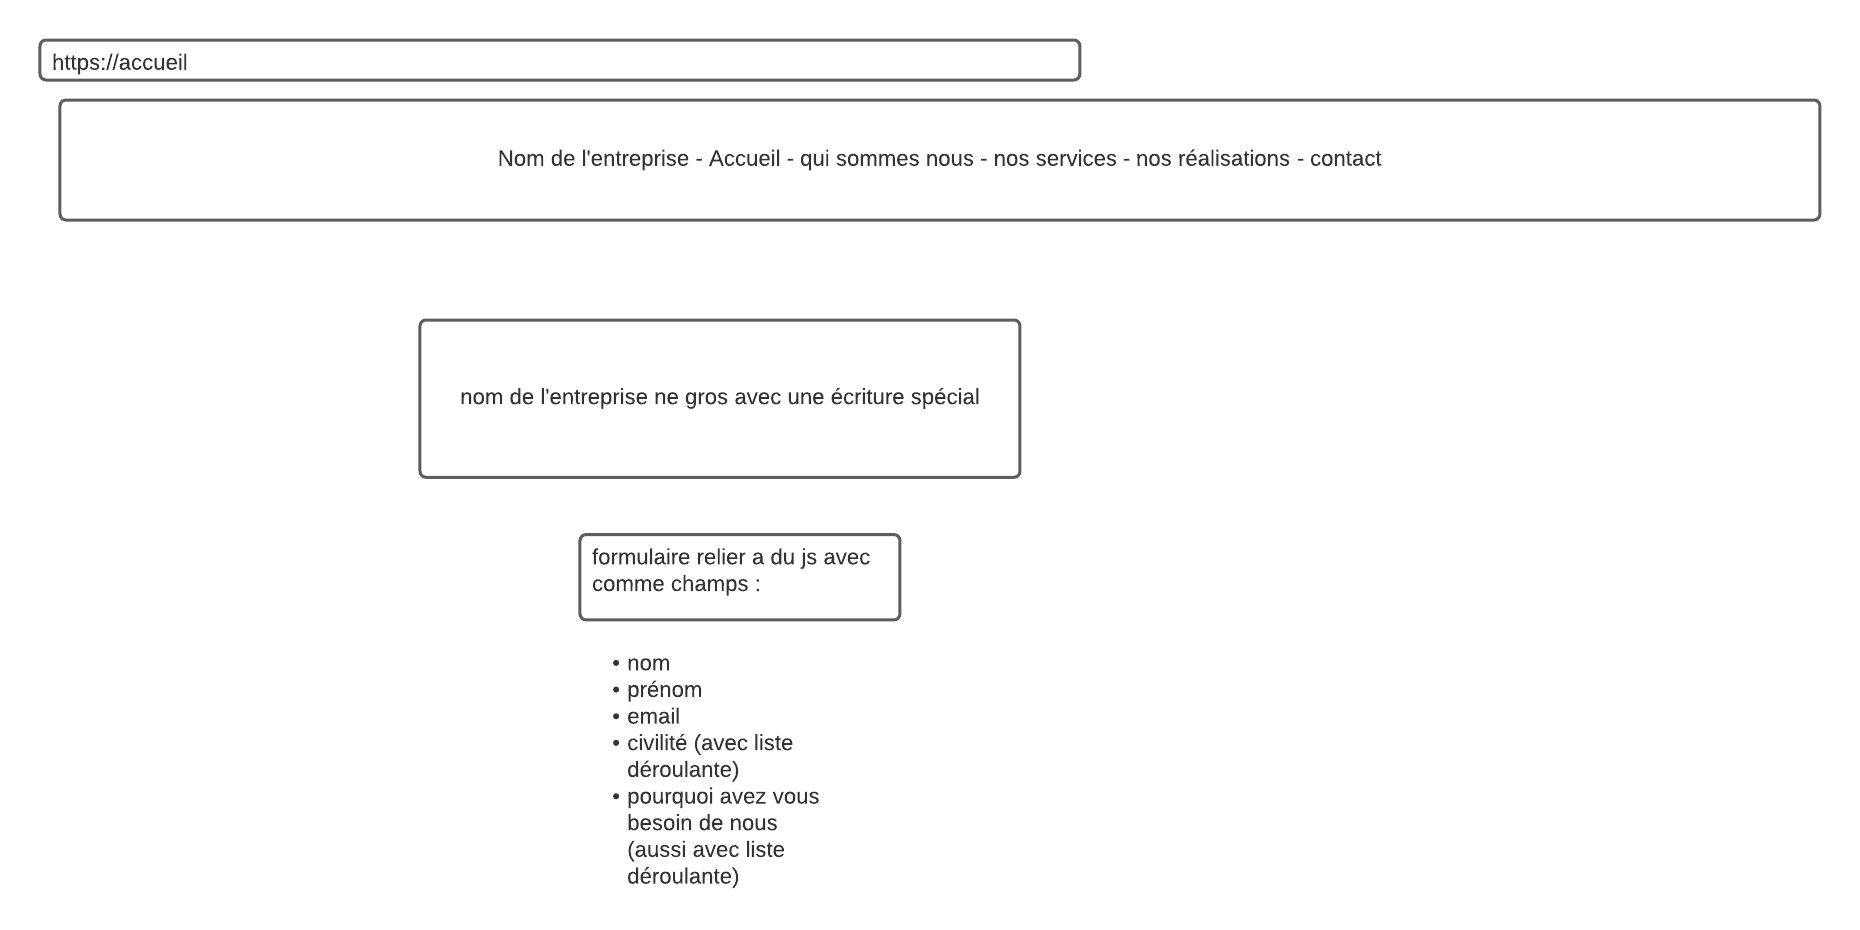 https://accueil
Nom de l'entreprise - Accueil - qui sommes nous - nos services - nos réalisations - contact
nom de l'entreprise ne gros avec une écriture spécial
formulaire relier a du js avec
comme champs :
• nom
• prénom
• email
• civilité (avec liste
déroulante)
• pourquoi avez vous
besoin de nous
(aussi avec liste
déroulante)